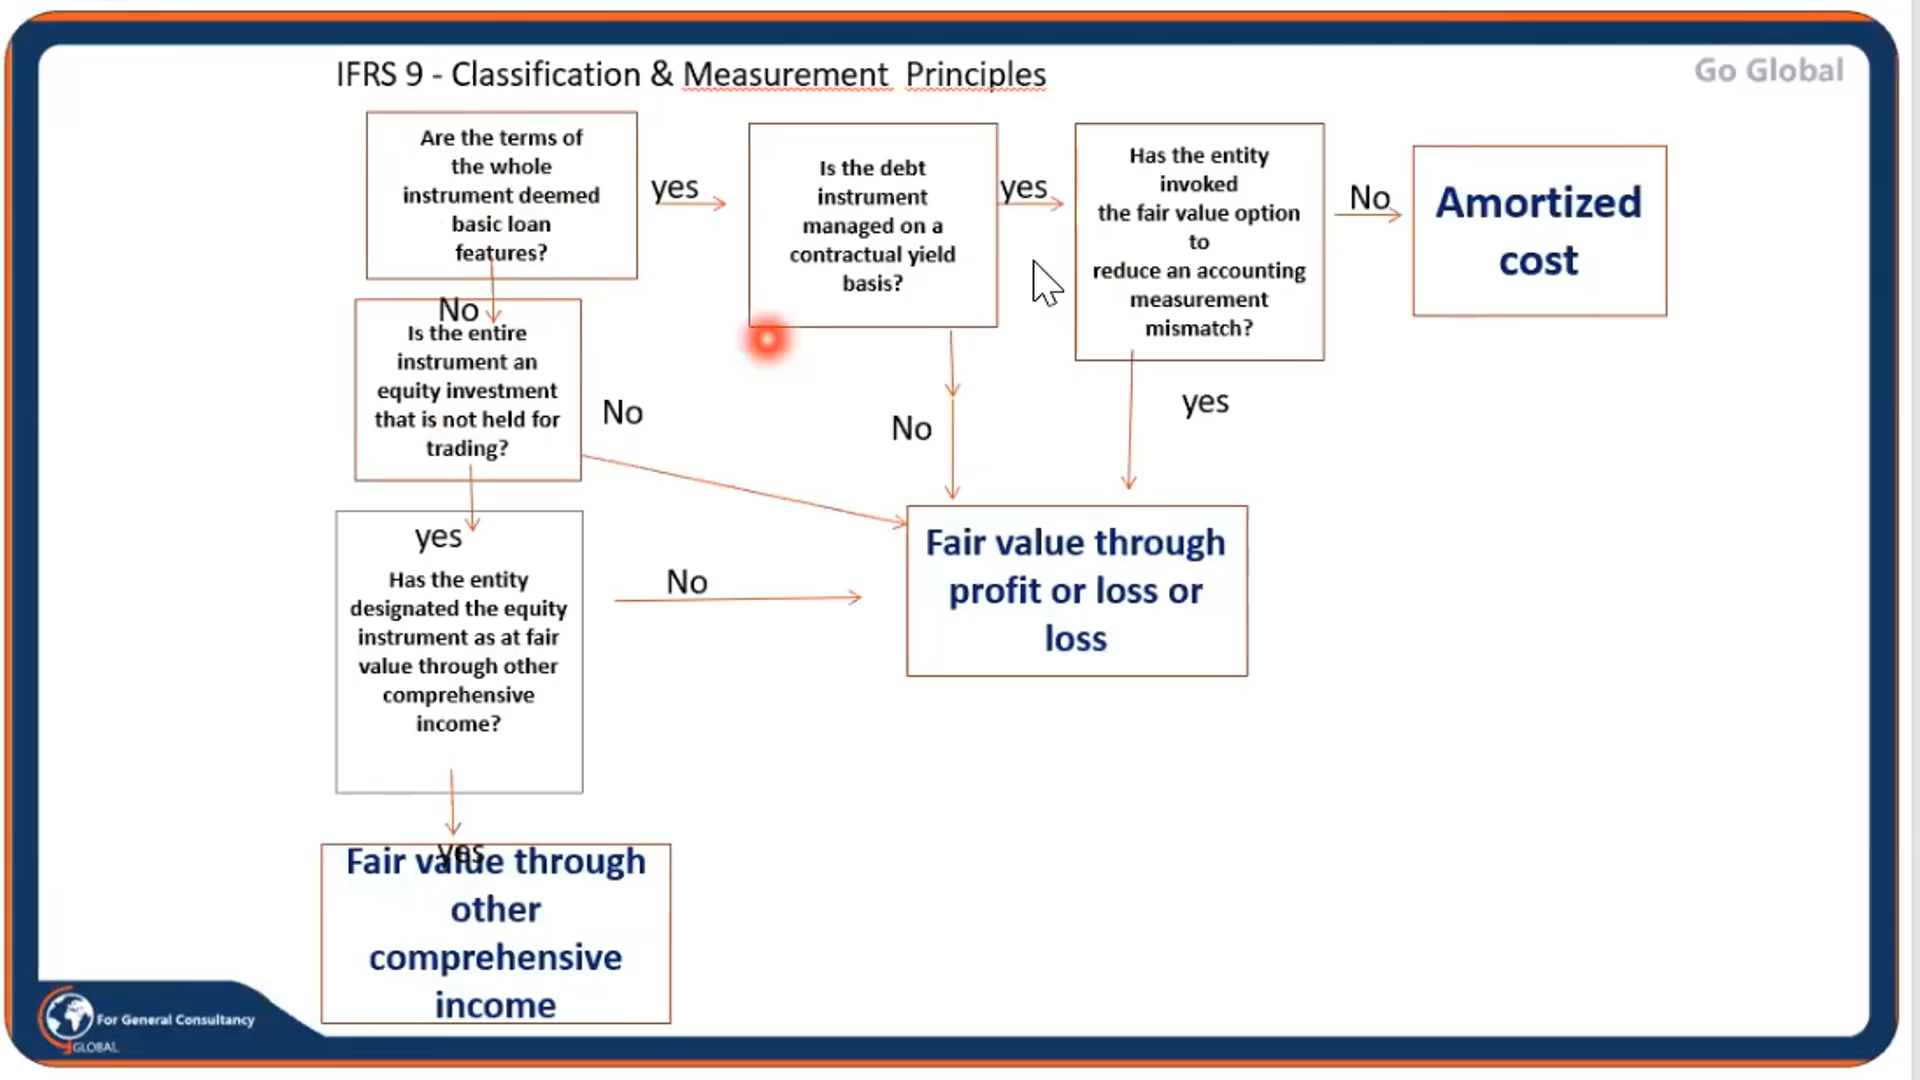 IFRS 9 - Classification & Measurement Principles
Go Global
Are the terms of
the whole
instrument deemed
basic loan
features?
yes
Is the debt
instrument
managed on a
contractual yield
basis?
yes
Has the entity
invoked
the fair value option
to
reduce an accounting
measurement
mismatch?
No
Amortized
cost
No
Is the entire
instrument an
equity investment
that is not held for
trading?
No
No
yes
yes
Has the entity
designated the equity
instrument as at fair
value through other
comprehensive
income?
No
Fair value through
profit or loss or
loss
yes
Fair value through
other
comprehensive
income
For General Consultancy
GLOBAL